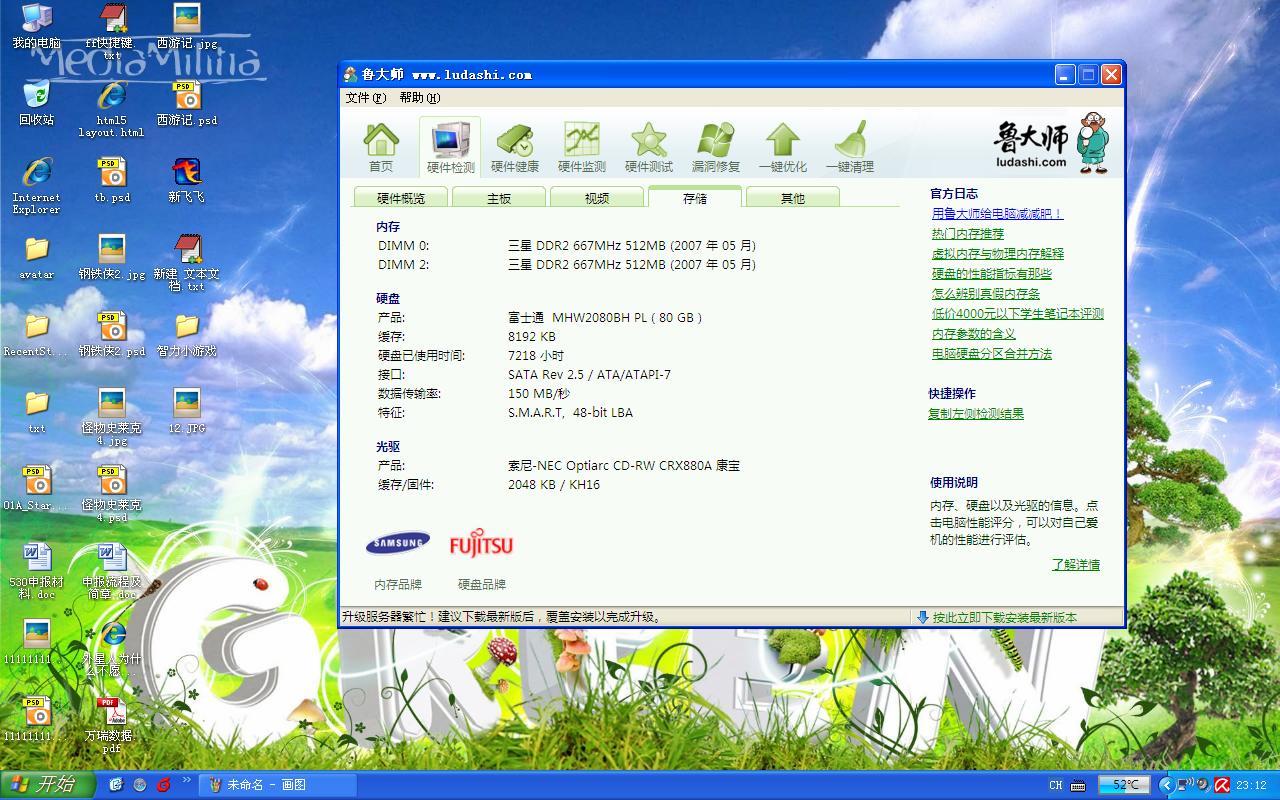 我的电脑
ff快捷键.txt
西游记.jpg
Media Militia
回收站
html5 layout.html
西游记.psd
Internet Explorer
tb.psd
新飞飞
avatar
钢铁侠2.jpg
新建 文本文档.txt
RecentSt...
钢铁侠2.psd
智力小游戏
txt
怪物史莱克4.jpg
12.JPG
01A_Star...
怪物史莱克4.psd
530申报材料.doc
申报流程及简章.doc
11111111...
外星人为什么不愿...
11111111...
万瑞数据.pdf
鲁大师 www.ludashi.com
文件(F) 帮助(H)
首页 硬件检测 硬件健康 硬件监测 硬件测试 漏洞修复 一键优化 一键清理
鲁大师
ludashi.com
硬件概览 主板 视频 存储 其他
内存
DIMM 0: 三星 DDR2 667MHz 512MB (2007 年 05 月)
DIMM 2: 三星 DDR2 667MHz 512MB (2007 年 05 月)
硬盘
产品: 富士通 MHW2080BH PL ( 80 GB )
缓存: 8192 KB
硬盘已使用时间: 7218 小时
接口: SATA Rev 2.5 / ATA/ATAPI-7
数据传输率: 150 MB/秒
特征: S.M.A.R.T, 48-bit LBA
光驱
产品: 索尼-NEC Optiarc CD-RW CRX880A 康宝
缓存/固件: 2048 KB / KH16
SAMSUNG FUJITSU
内存品牌 硬盘品牌
官方日志
用鲁大师给电脑减减肥！
热门内存推荐
虚拟内存与物理内存解释
硬盘的性能指标有那些
怎么辨别真假内存条
低价4000元以下学生笔记本评测
内存参数的含义
电脑硬盘分区合并方法
快捷操作
复制左侧检测结果
使用说明
内存、硬盘以及光驱的信息。点
击电脑性能评分，可以对自己爱
机的性能进行评估。
了解详情
升级服务器繁忙！建议下载最新版后，覆盖安装以完成升级。 按此立即下载安装最新版本
GREEN
开始 未命名 - 画图 CH 52℃ 23:12